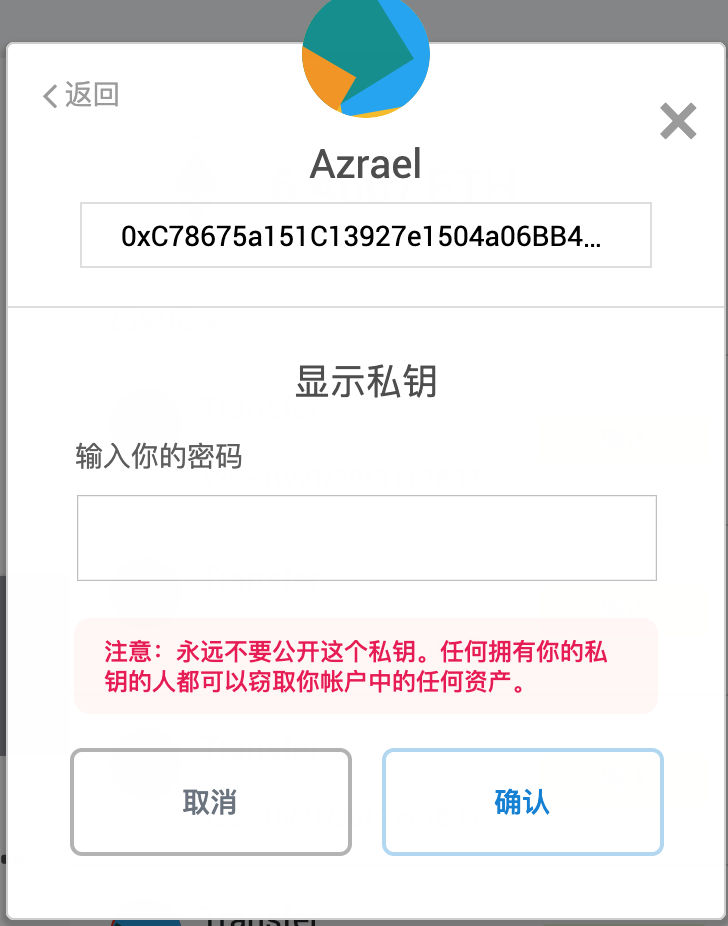 返回
Azrael
0xC78675a151C13927e1504a06BB4...
显示私钥
输入你的密码
注意：永远不要公开这个私钥。任何拥有你的私
钥的人都可以窃取你帐户中的任何资产。
取消
确认
Transfer